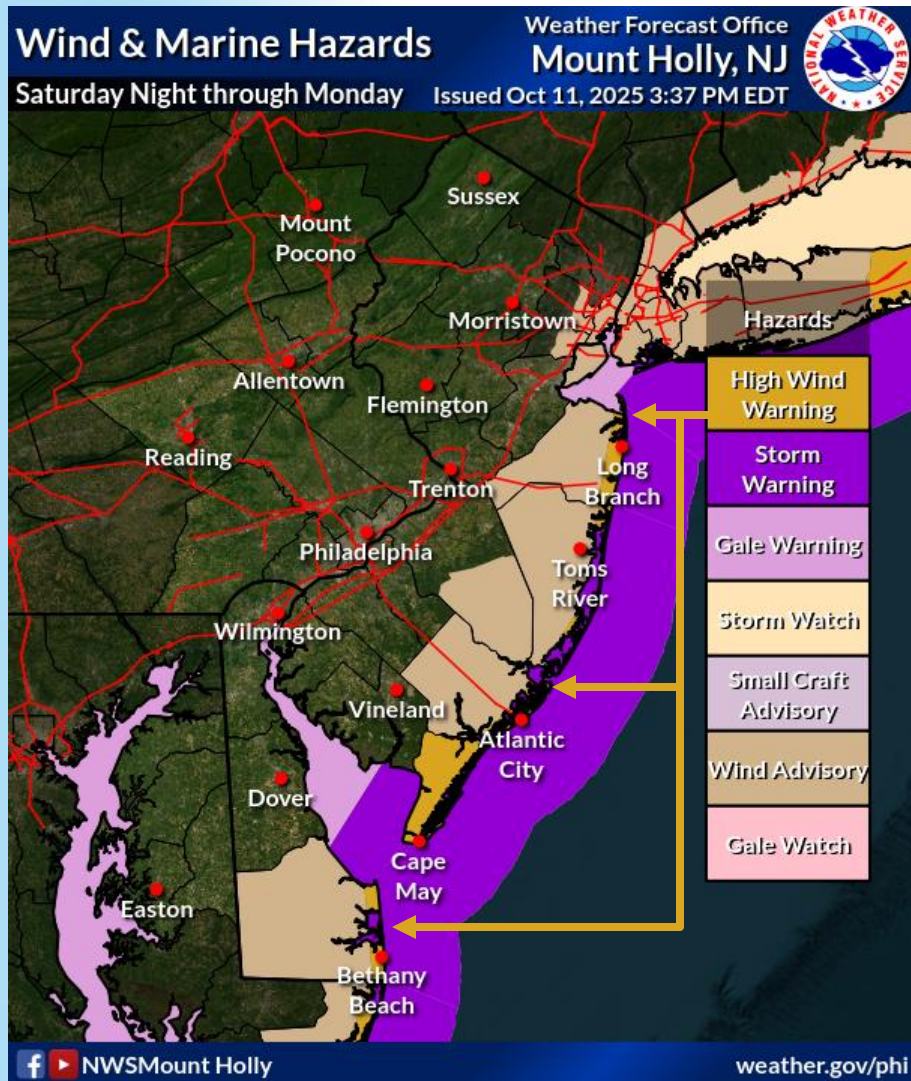 Wind & Marine Hazards
Saturday Night through Monday
Weather Forecast Office
Mount Holly, NJ
Issued Oct 11, 2025 3:37 PM EDT
NATIONAL WEATHER SERVICE
Sussex
Mount
Pocono
Morristown
Allentown
Flemington
Reading
Trenton
Long
Branch
Philadelphia
Toms
River
Wilmington
Vineland
Atlantic
City
Dover
Cape
May
Easton
Bethany
Beach
Hazards
High Wind
Warning
Storm
Warning
Gale Warning
Storm Watch
Small Craft
Advisory
Wind Advisory
Gale Watch
NWSMount Holly
weather.gov/phi